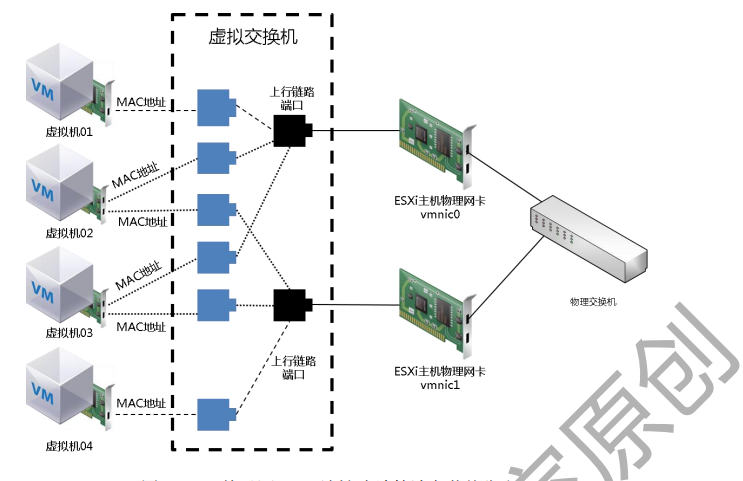 虚拟交换机
VM
MAC地址
虚拟机01
上行链路
端口
ESXi主机物理网卡
vmnic0
VM
MAC地址
MAC地址
虚拟机02
物理交换机
VM
MAC地址
MAC地址
虚拟机03
上行链路
端口
ESXi主机物理网卡
vmnic1
VM
MAC地址
虚拟机04
原创